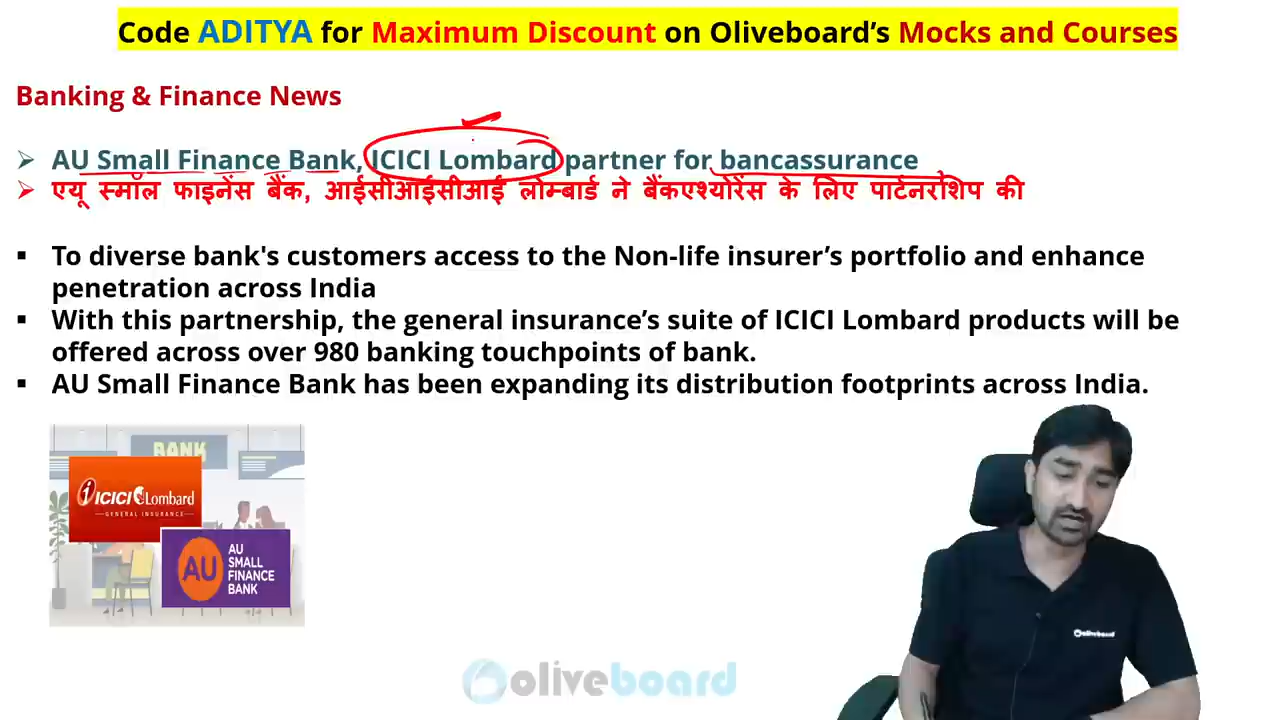 Code ADITYA for Maximum Discount on Oliveboard’s Mocks and Courses
Banking & Finance News
AU Small Finance Bank, ICICI Lombard partner for bancassurance
एयू स्मॉल फाइनेंस बैंक, आईसीआईसीआई लोम्बार्ड ने बैंकएश्योरेंस के लिए पार्टनरशिप की
To diverse bank's customers access to the Non-life insurer’s portfolio and enhance
penetration across India
With this partnership, the general insurance’s suite of ICICI Lombard products will be
offered across over 980 banking touchpoints of bank.
AU Small Finance Bank has been expanding its distribution footprints across India.
BANK
ICICI Lombard
GENERAL INSURANCE
AU
AU
SMALL
FINANCE
BANK
oliveboard
oliveboard